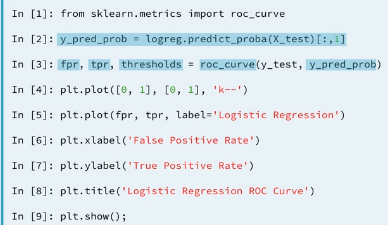 In [1]: from sklearn.metrics import roc_curve
In [2]: y_pred_prob = logreg.predict_proba(X_test)[:,1]
In [3]: fpr, tpr, thresholds = roc_curve(y_test, y_pred_prob)
In [4]: plt.plot([0, 1], [0, 1], 'k--')
In [5]: plt.plot(fpr, tpr, label='Logistic Regression')
In [6]: plt.xlabel('False Positive Rate’)
In [7]: plt.ylabel('True Positive Rate')
In [8]: plt.title('Logistic Regression ROC Curve')
In [9]: plt.show();